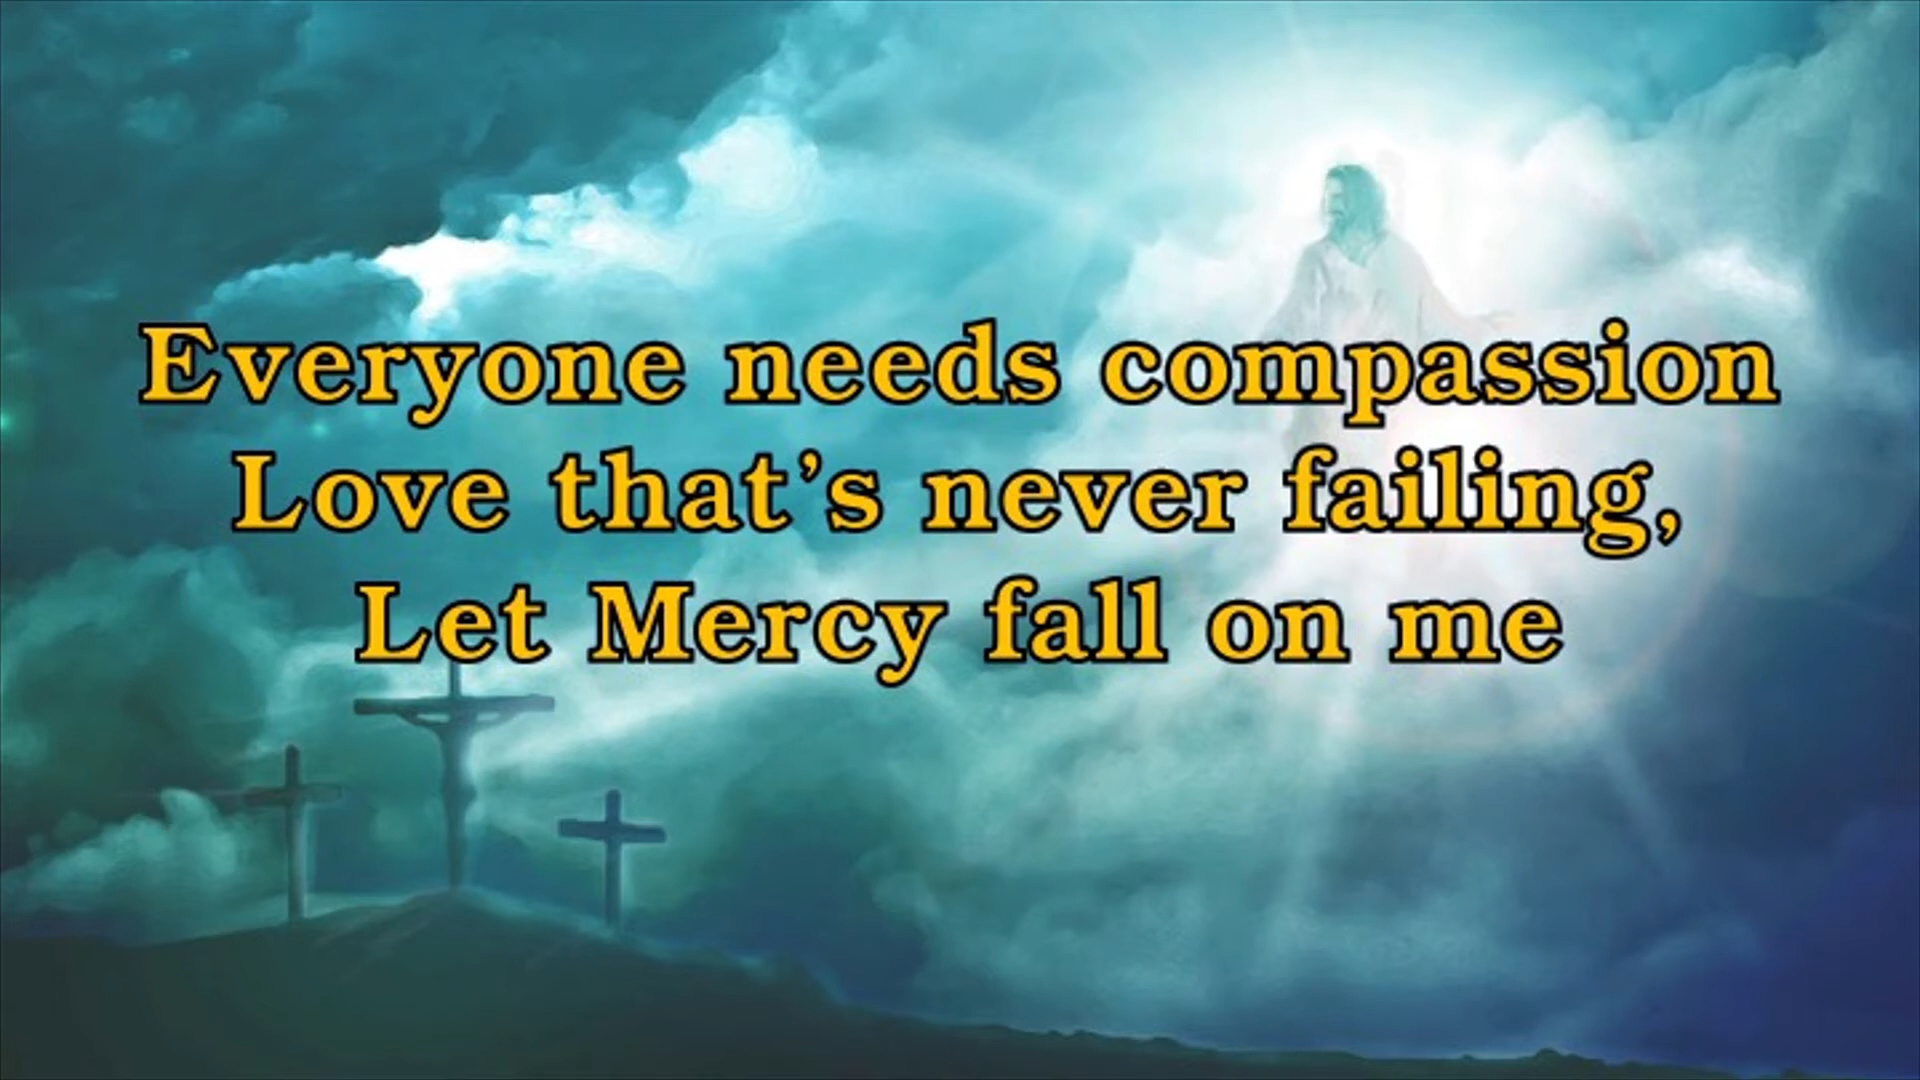 Everyone needs compassion
Love that’s never failing,
Let Mercy fall on me